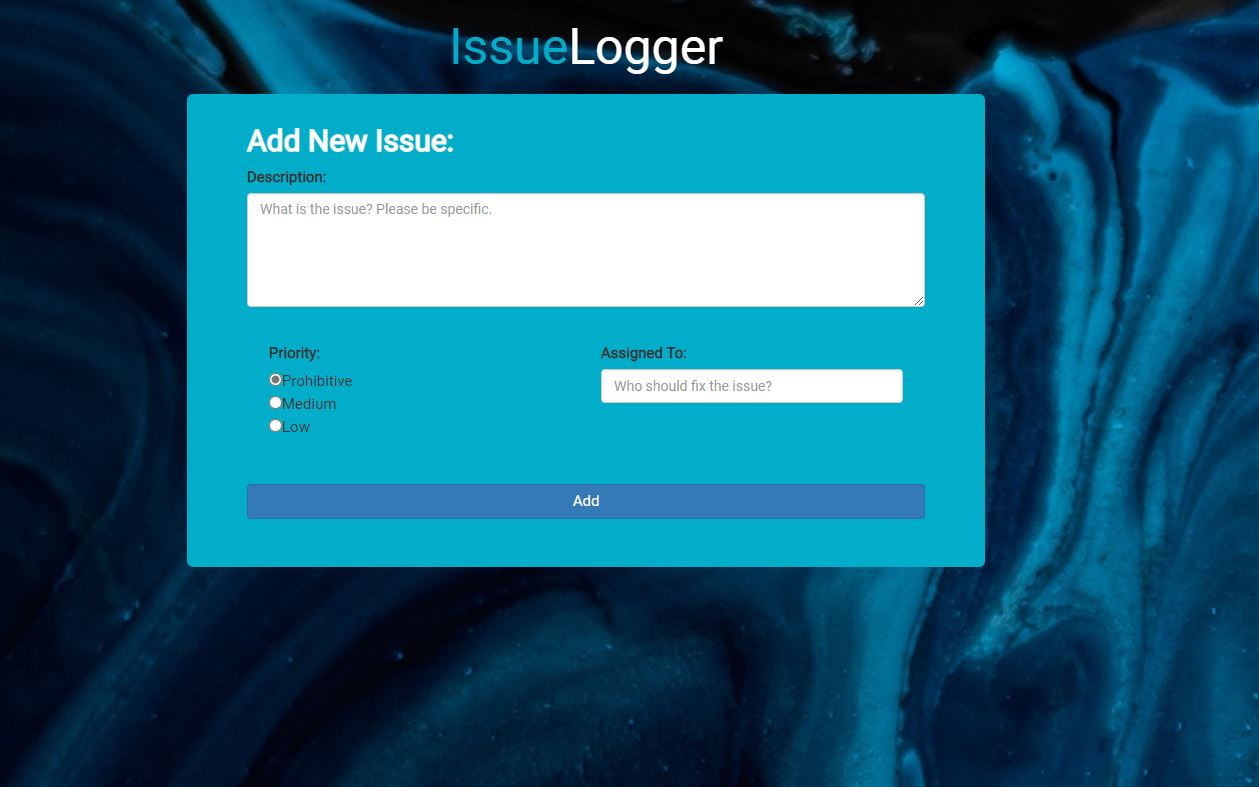 IssueLogger
Add New Issue:
Description:
What is the issue? Please be specific.
Priority:
Prohibitive
Medium
Low
Assigned To:
Who should fix the issue?
Add